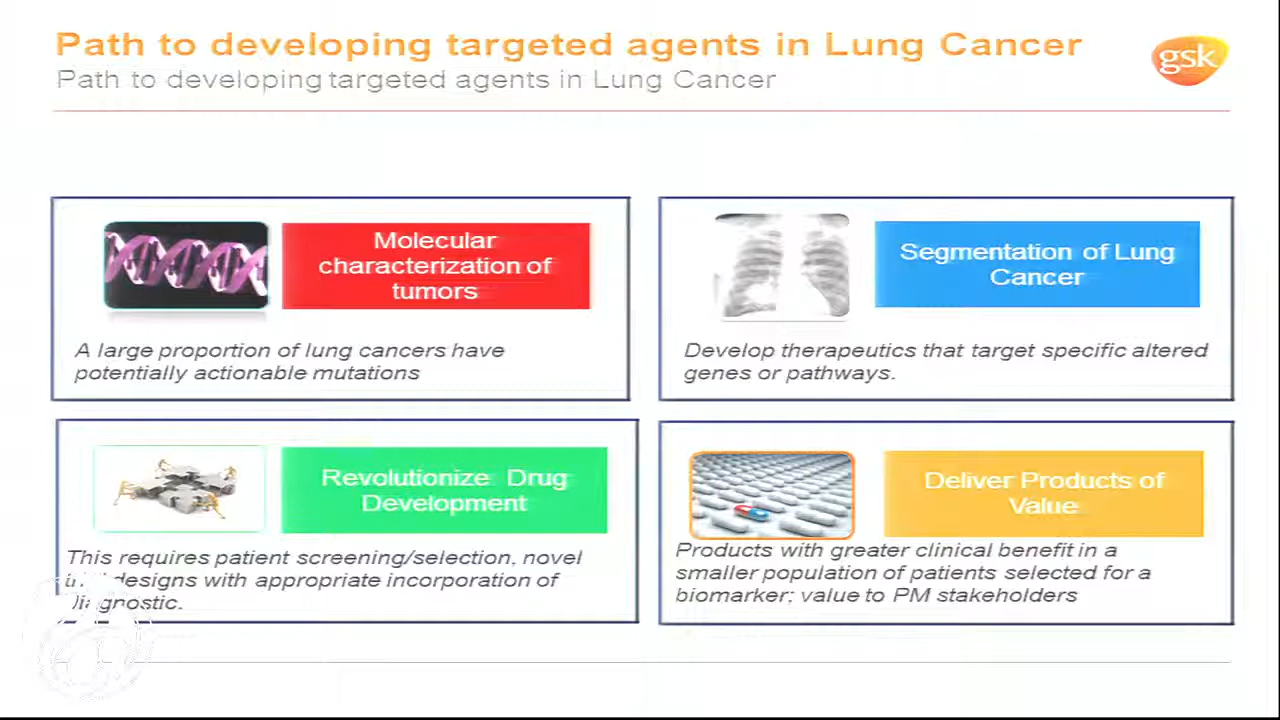 Path to developing targeted agents in Lung Cancer
Path to developing targeted agents in Lung Cancer
gsk
Molecular
characterization of
tumors
A large proportion of lung cancers have
potentially actionable mutations
Segmentation of Lung
Cancer
Develop therapeutics that target specific altered
genes or pathways.
Revolutionize Drug
Development
This requires patient screening/selection, novel
designs with appropriate incorporation of
Diagnostic.
Deliver Products of
Value
Products with greater clinical benefit in a
smaller population of patients selected for a
biomarker; value to PM stakeholders